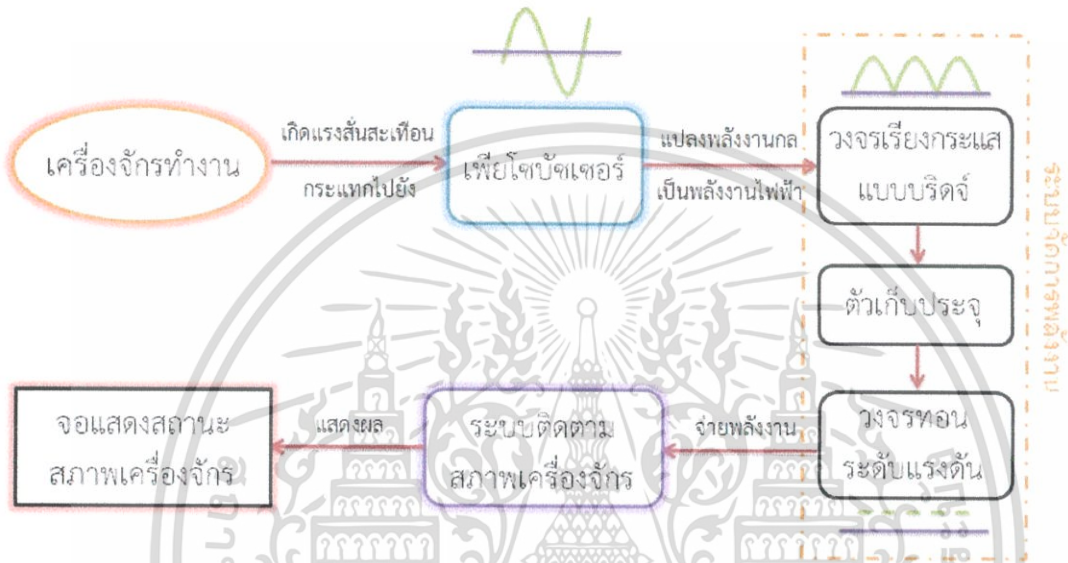 เครื่องจักรทำงาน
เกิดแรงสั่นสะเทือน
กระแทกไปยัง
เพียโซบัซเซอร์
แปลงพลังงานกล
เป็นพลังงานไฟฟ้า
วงจรเรียงกระแส
แบบบริดจ์
ระบบจัดการพลังงาน
ตัวเก็บประจุ
วงจรทอน
ระดับแรงดัน
จ่ายพลังงาน
ระบบติดตาม
สภาพเครื่องจักร
แสดงผล
จอแสดงสถานะ
สภาพเครื่องจักร